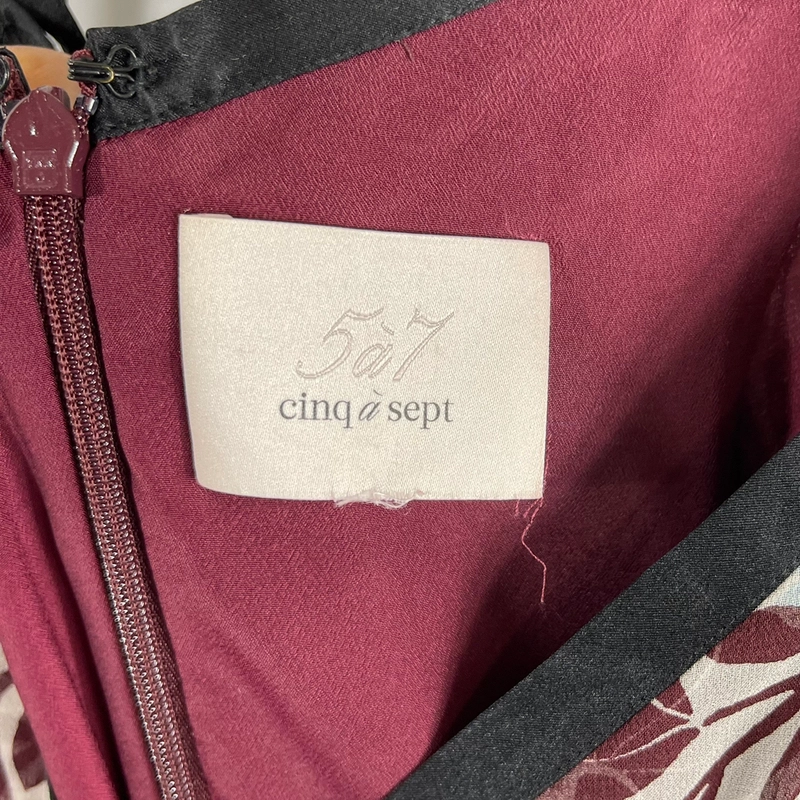 5à7
cinq à sept